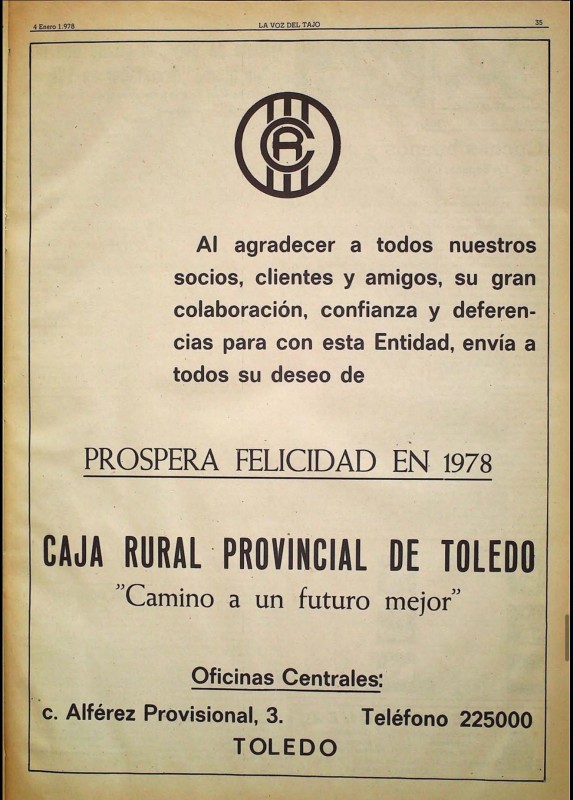 4 Enero 1.978 LA VOZ DEL TAJO 35
CRC
Al agradecer a todos nuestros
socios, clientes y amigos, su gran
colaboración, confianza y deferen-
cias para con esta Entidad, envía a
todos su deseo de
PROSPERA FELICIDAD EN 1978
CAJA RURAL PROVINCIAL DE TOLEDO
"Camino a un futuro mejor"
Oficinas Centrales:
c. Alférez Provisional, 3. Teléfono 225000
TOLEDO